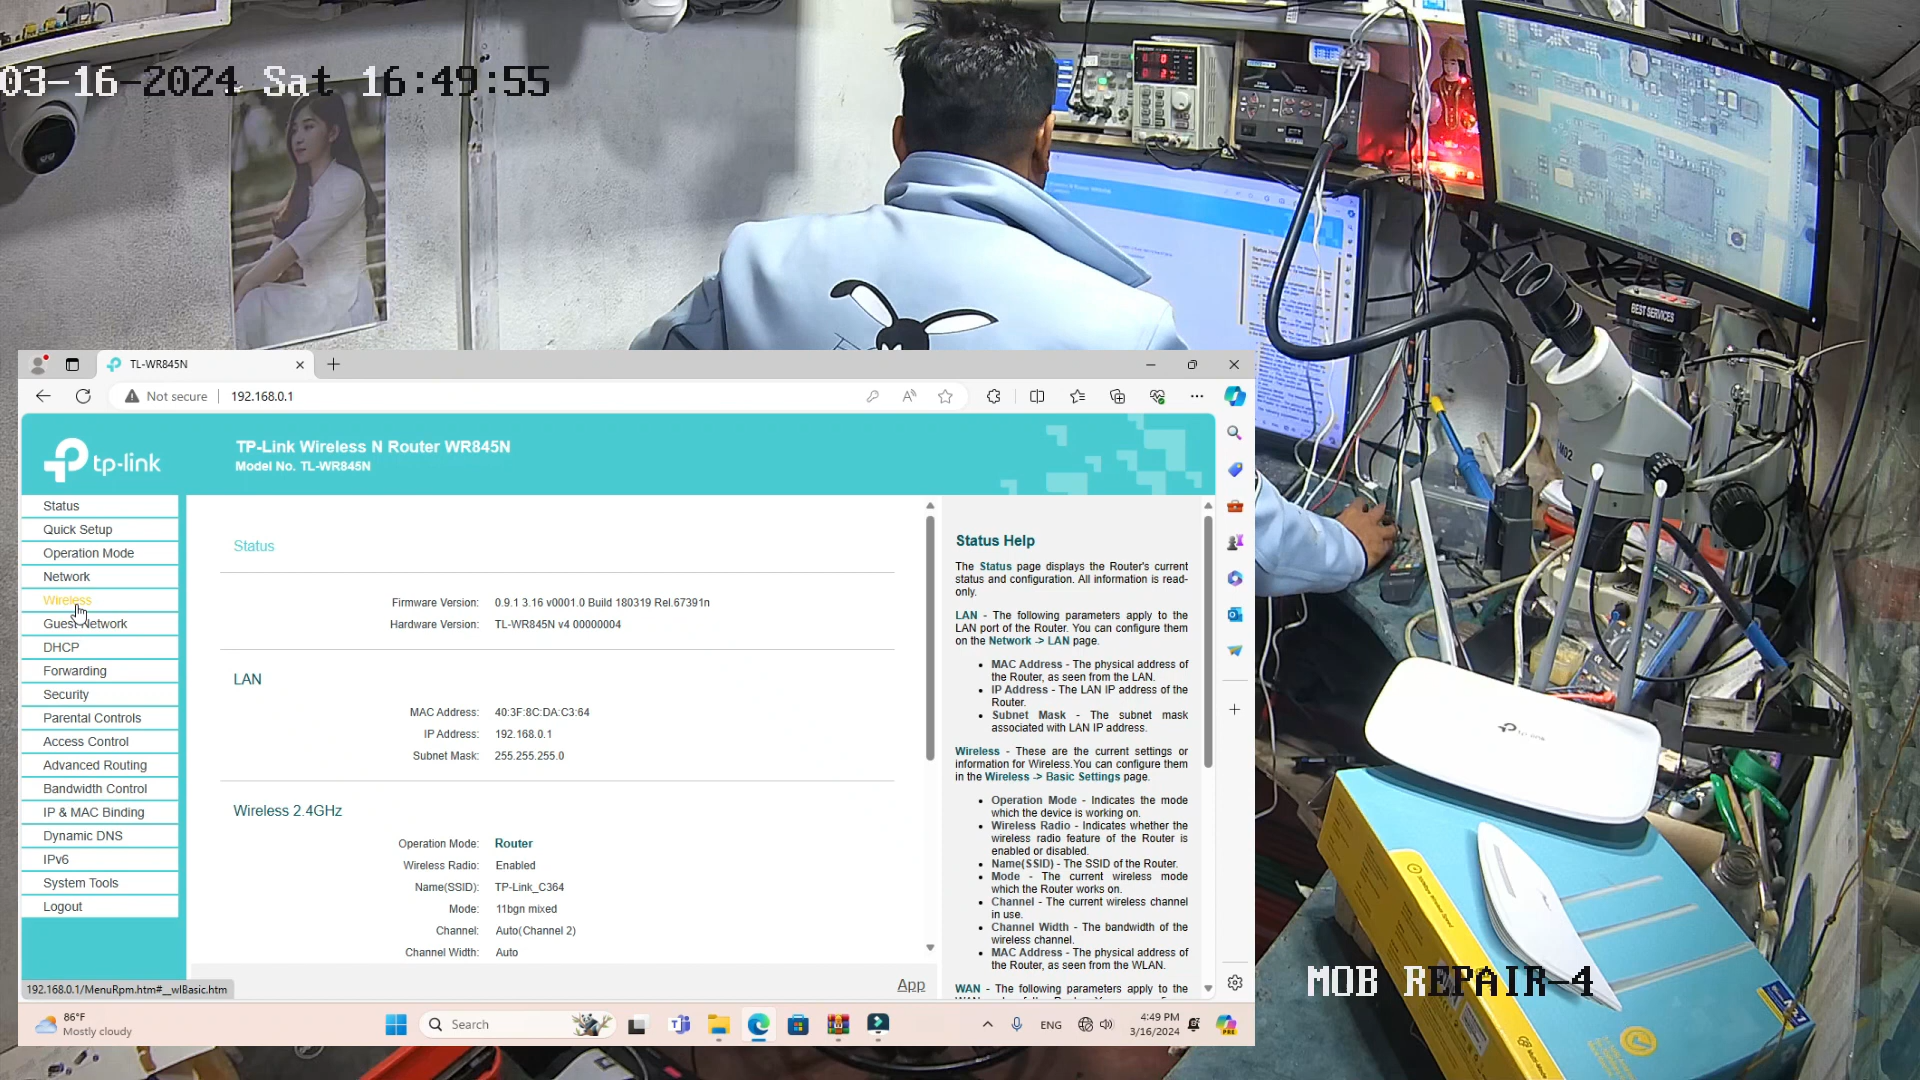 03-16-2024 Sat 16:49:55
TL-WR845N
Not secure
192.168.0.1
tp-link
TP-Link Wireless N Router WR845N
Model No. TL-WR845N
Status
Quick Setup
Operation Mode
Network
Wireless
Guest Network
DHCP
Forwarding
Security
Parental Controls
Access Control
Advanced Routing
Bandwidth Control
IP & MAC Binding
Dynamic DNS
IPv6
System Tools
Logout
Status
Firmware Version: 0.9.1 3.16 v0001.0 Build 180319 Rel.67391n
Hardware Version: TL-WR845N v4 00000004
LAN
MAC Address: 40:3F:8C:DA:C3:64
IP Address: 192.168.0.1
Subnet Mask: 255.255.255.0
Wireless 2.4GHz
Operation Mode: Router
Wireless Radio: Enabled
Name(SSID): TP-Link_C364
Mode: 11bgn mixed
Channel: Auto(Channel 2)
Channel Width: Auto
App
Status Help
The Status page displays the Router's current
status and configuration. All information is read-
only.
LAN - The following parameters apply to the
LAN port of the Router. You can configure them
on the Network -> LAN page.
• MAC Address - The physical address of
the Router, as seen from the LAN.
• IP Address - The LAN IP address of the
Router.
• Subnet Mask - The subnet mask
associated with LAN IP address.
Wireless - These are the current settings or
information for Wireless.You can configure them
in the Wireless -> Basic Settings page.
• Operation Mode - Indicates the mode
which the device is working on.
• Wireless Radio - Indicates whether the
wireless radio feature of the Router is
enabled or disabled.
• Name(SSID) - The SSID of the Router.
• Mode - The current wireless mode
which the Router works on.
• Channel - The current wireless channel
in use.
• Channel Width - The bandwidth of the
wireless channel.
• MAC Address - The physical address of
the Router, as seen from the WLAN.
WAN - The following parameters apply to the
192.168.0.1/MenuRpm.htm#__wlBasic.htm
86°F
Mostly cloudy
Search
ENG
4:49 PM
3/16/2024
BEST SERVICES
DELL
tp-link
MOB REPAIR-4